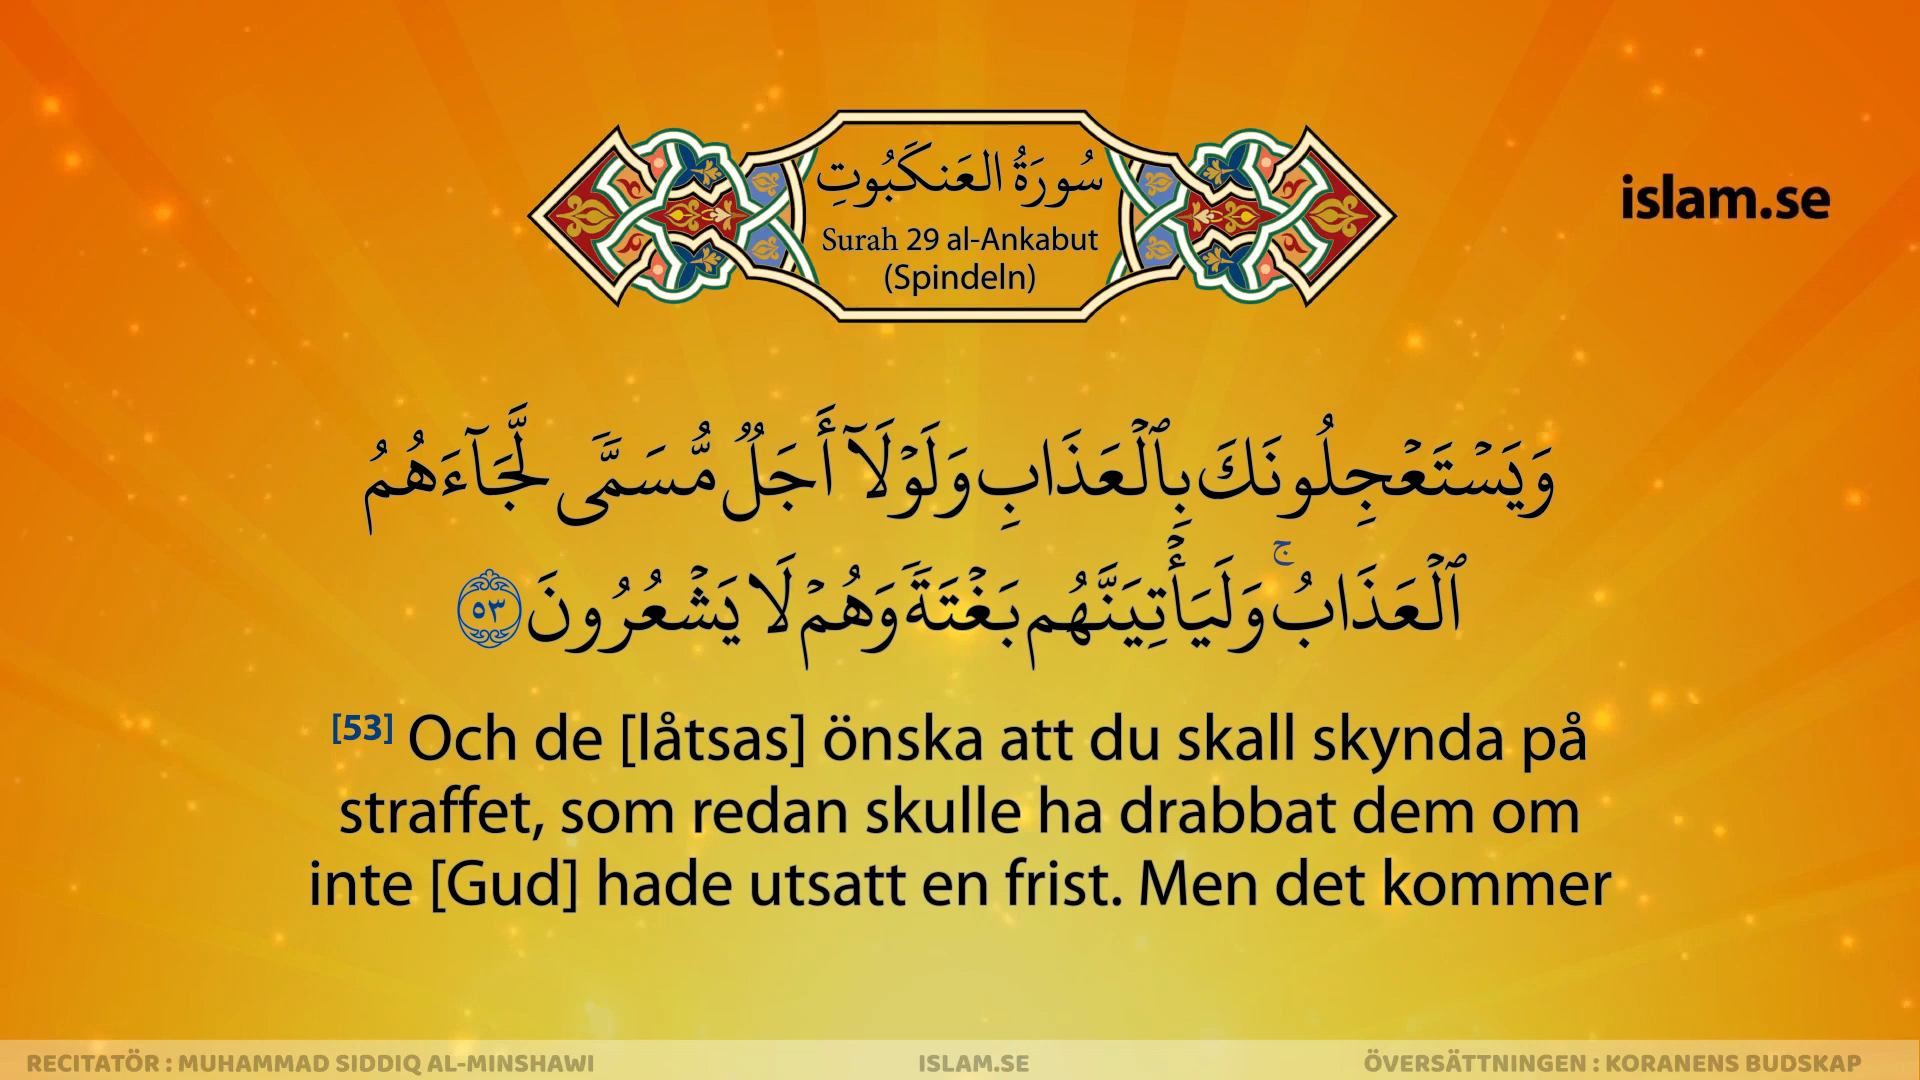 سُورَةُ العَنكَبُوتِ
Surah 29 al-Ankabut
(Spindeln)
islam.se
وَيَسۡتَعۡجِلُونَكَ بِٱلۡعَذَابِ وَلَوۡلَآ أَجَلٌ مُّسَمًّى لَّجَآءَهُمُ
ٱلۡعَذَابُۚ وَلَيَأۡتِيَنَّهُم بَغۡتَةً وَهُمۡ لَا يَشۡعُرُونَ ٥٣
[53] Och de [låtsas] önska att du skall skynda på
straffet, som redan skulle ha drabbat dem om
inte [Gud] hade utsatt en frist. Men det kommer
RECITATÖR : MUHAMMAD SIDDIQ AL-MINSHAWI
ISLAM.SE
ÖVERSÄTTNINGEN : KORANENS BUDSKAP